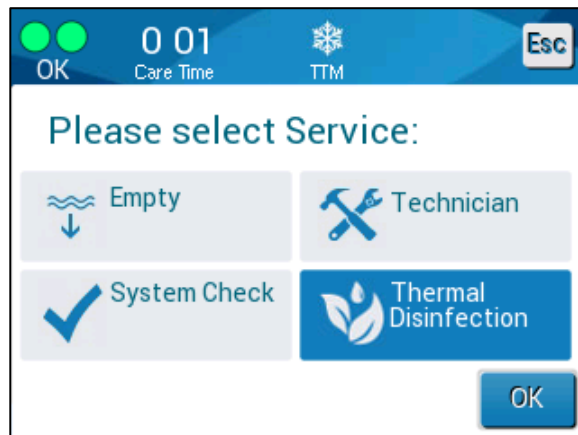 0 01
Esc
OK
Care Time
TTM
Please select Service:
Empty
Technician
System Check
Thermal
Disinfection
OK